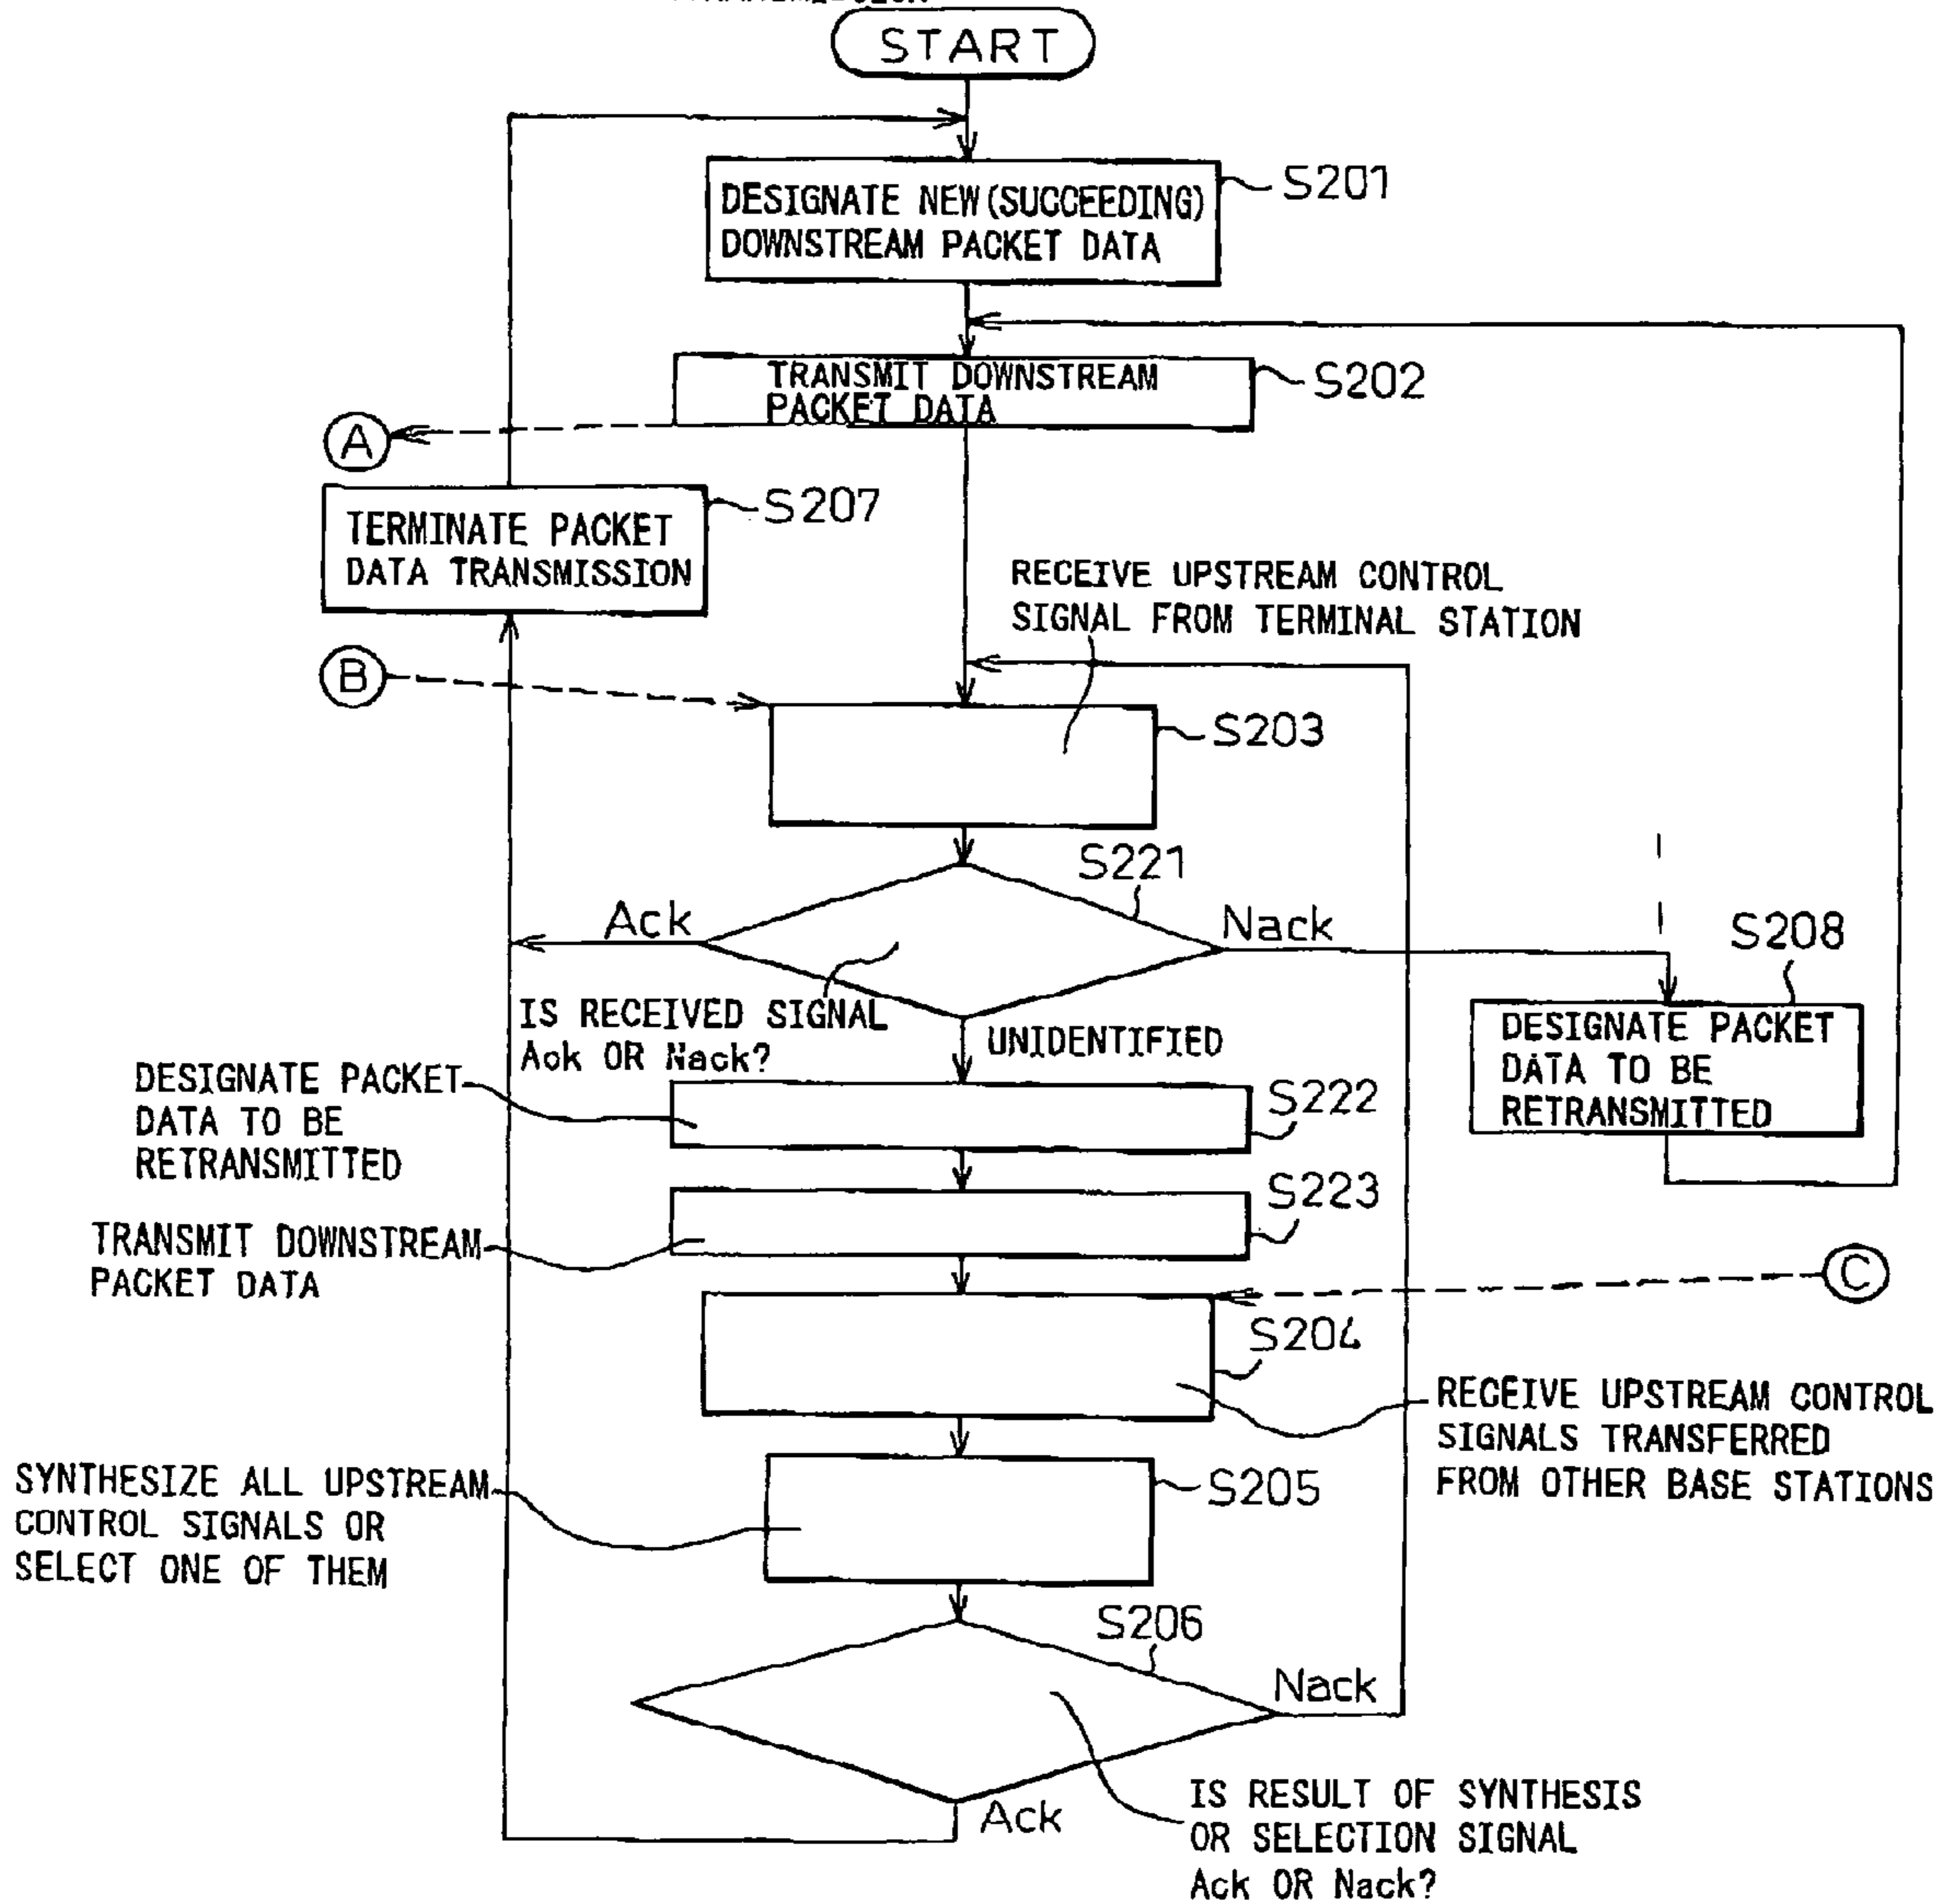 START
S201
DESIGNATE NEW (SUCCEEDING)
DOWNSTREAM PACKET DATA
S202
TRANSMIT DOWNSTREAM
PACKET DATA
A
S207
TERMINATE PACKET
DATA TRANSMISSION
RECEIVE UPSTREAM CONTROL
SIGNAL FROM TERMINAL STATION
B
S203
S221
Ack
Nack
S208
IS RECEIVED SIGNAL
Ack OR Nack?
UNIDENTIFIED
DESIGNATE PACKET
DATA TO BE
RETRANSMITTED
DESIGNATE PACKET
DATA TO BE
RETRANSMITTED
S222
S223
TRANSMIT DOWNSTREAM
PACKET DATA
C
S204
RECEIVE UPSTREAM CONTROL
SIGNALS TRANSFERRED
FROM OTHER BASE STATIONS
SYNTHESIZE ALL UPSTREAM
CONTROL SIGNALS OR
SELECT ONE OF THEM
S205
S206
Nack
Ack
IS RESULT OF SYNTHESIS
OR SELECTION SIGNAL
Ack OR Nack?